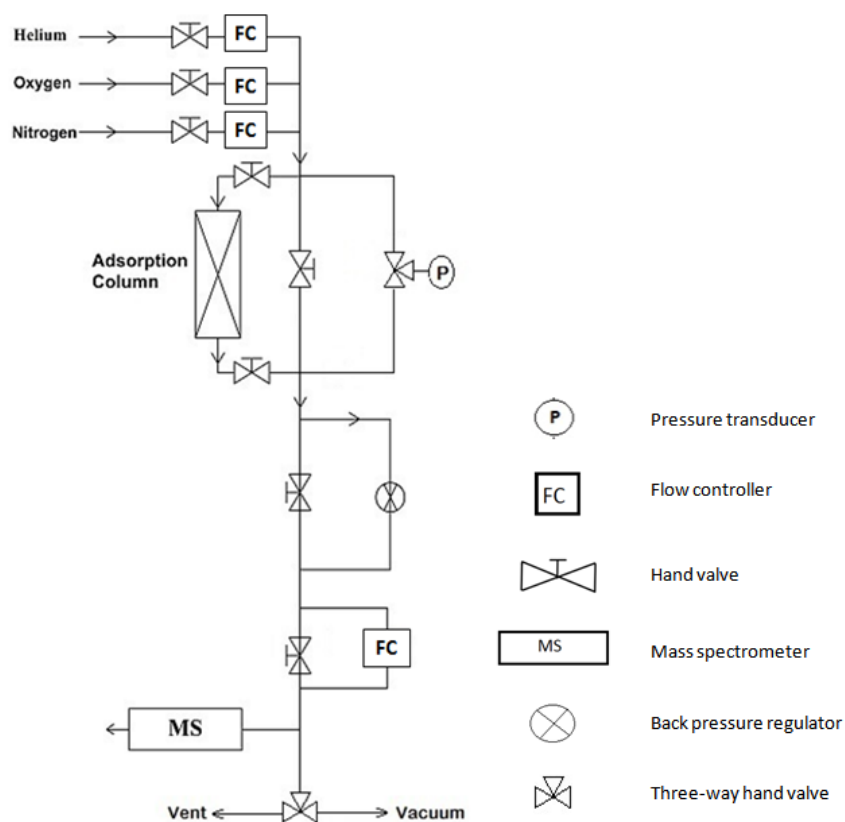 Helium
FC
Oxygen
FC
Nitrogen
FC
Adsorption
Column
P
FC
MS
Vent
Vacuum
P
Pressure transducer
FC
Flow controller
Hand valve
MS
Mass spectrometer
Back pressure regulator
Three-way hand valve